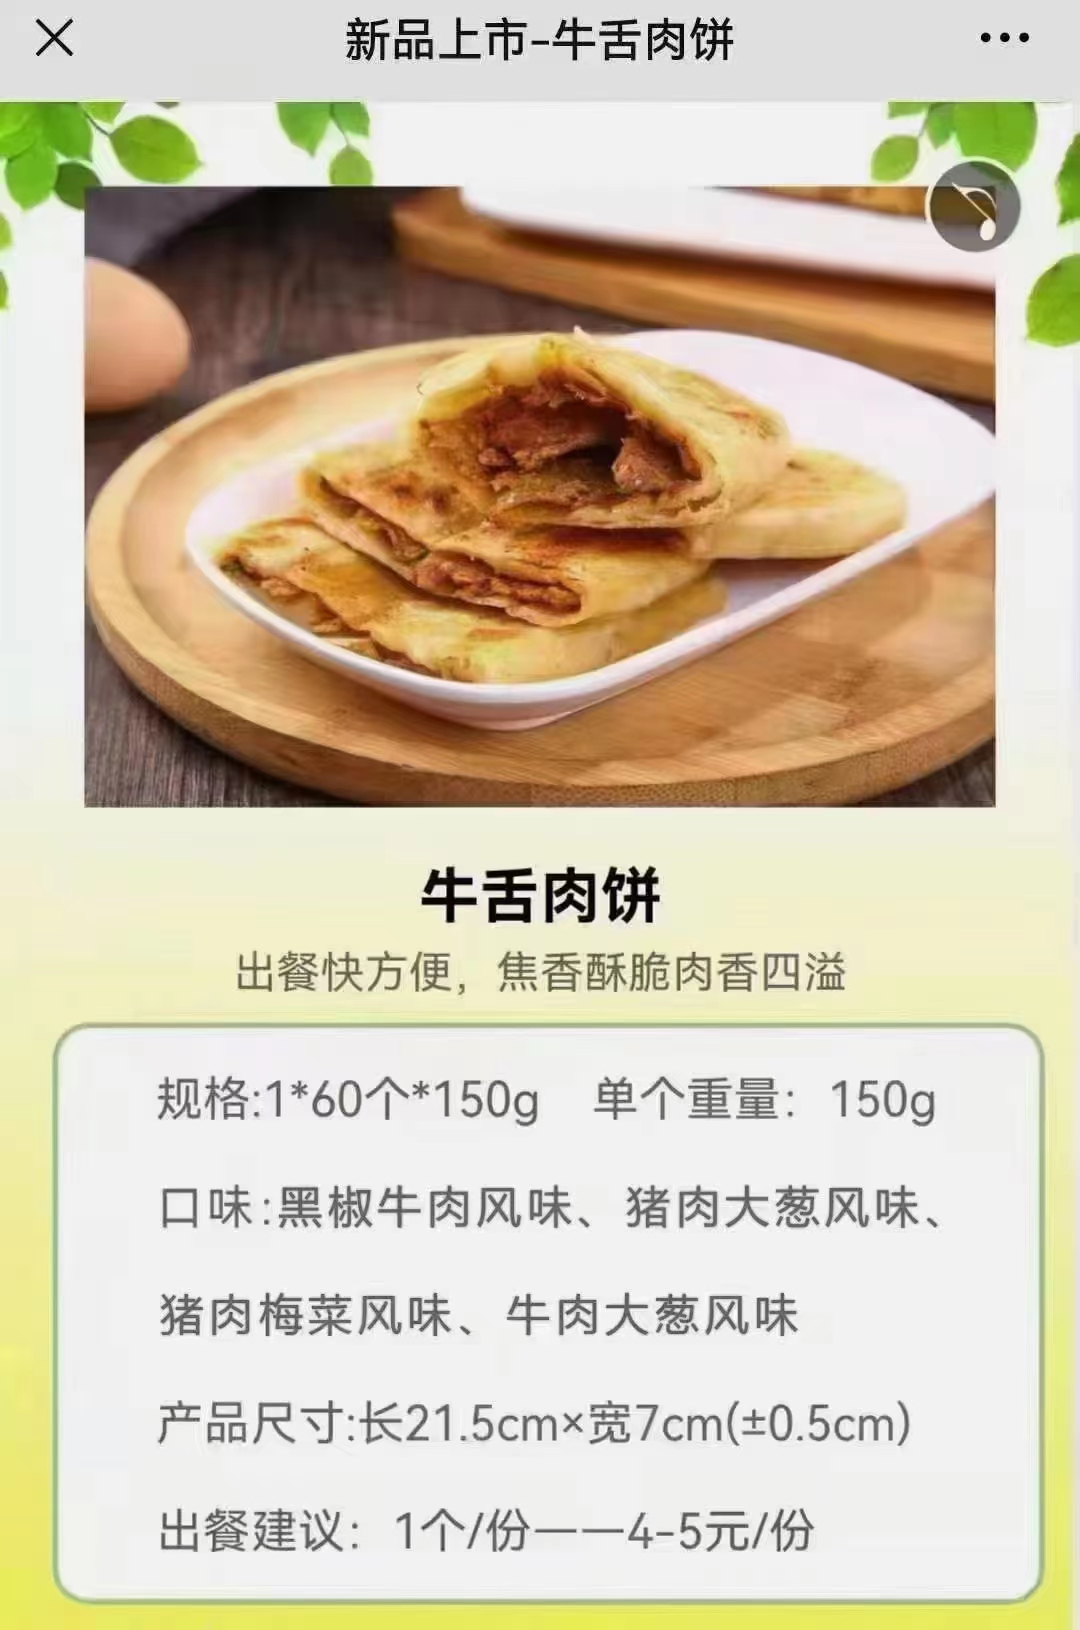 新品上市-牛舌肉饼
牛舌肉饼
出餐快方便，焦香酥脆肉香四溢
规格:1*60个*150g 单个重量：150g
口味:黑椒牛肉风味、猪肉大葱风味、
猪肉梅菜风味、牛肉大葱风味
产品尺寸:长21.5cm×宽7cm(±0.5cm)
出餐建议：1个/份——4-5元/份